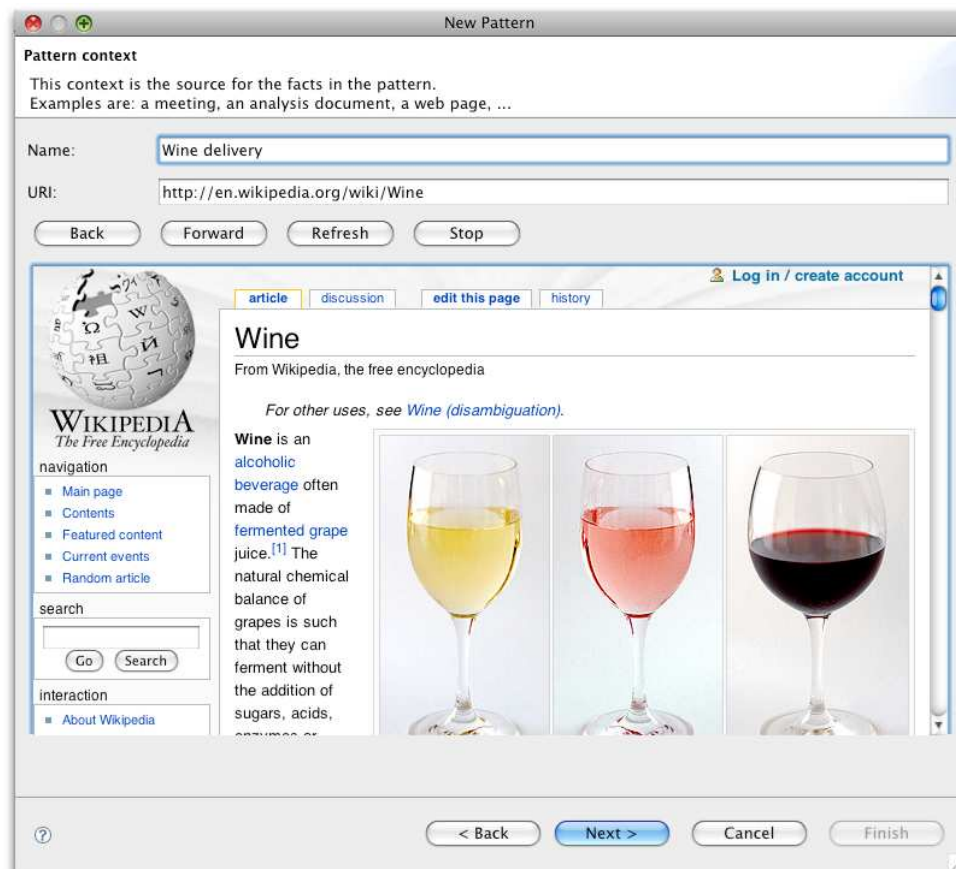 New Pattern
Pattern context
This context is the source for the facts in the pattern.
Examples are: a meeting, an analysis document, a web page, ...
Name:
Wine delivery
URI:
http://en.wikipedia.org/wiki/Wine
Back
Forward
Refresh
Stop
Log in / create account
article
discussion
edit this page
history
WIKIPEDIA
The Free Encyclopedia
navigation
Main page
Contents
Featured content
Current events
Random article
search
Go
Search
interaction
About Wikipedia
Wine
From Wikipedia, the free encyclopedia
For other uses, see Wine (disambiguation).
Wine is an
alcoholic
beverage often
made of
fermented grape
juice.[1] The
natural chemical
balance of
grapes is such
that they can
ferment without
the addition of
sugars, acids,
enzymes or
?
< Back
Next >
Cancel
Finish